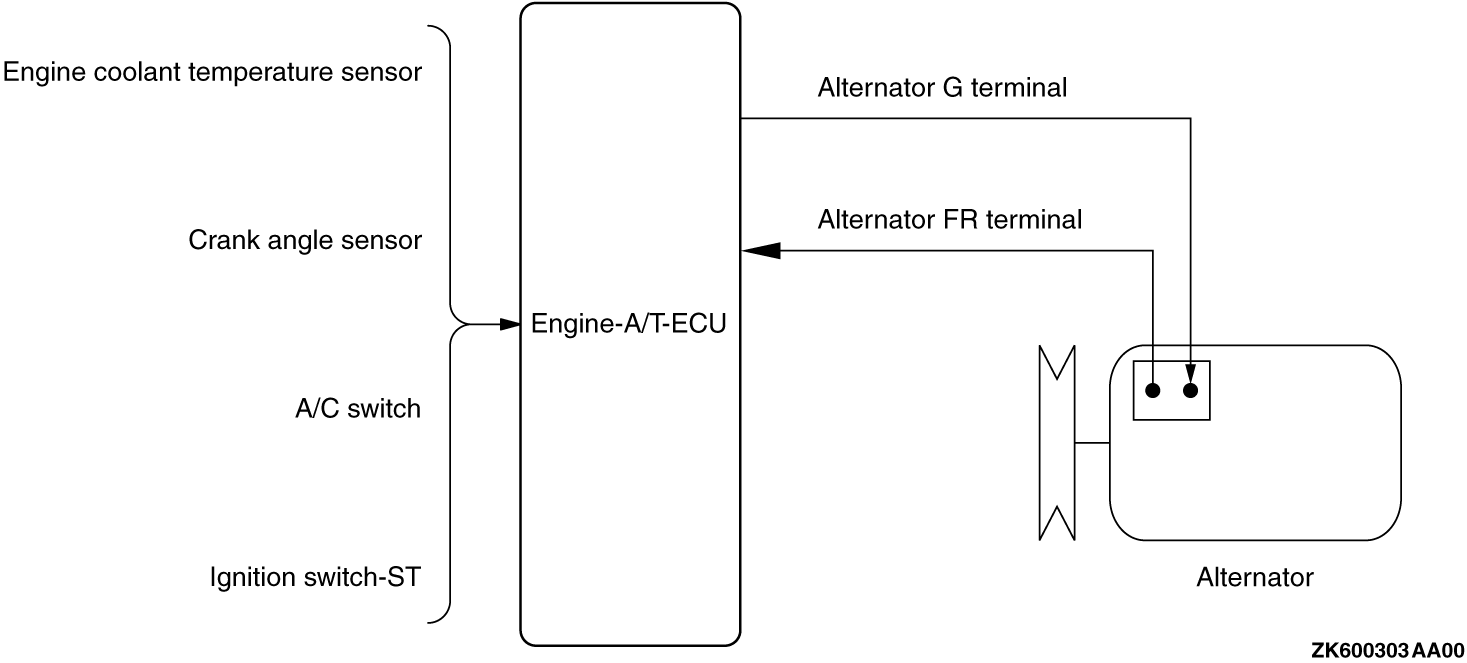 Engine coolant temperature sensor
Alternator G terminal
Crank angle sensor
Alternator FR terminal
Engine-A/T-ECU
A/C switch
Ignition switch-ST
Alternator
ZK600303AA00